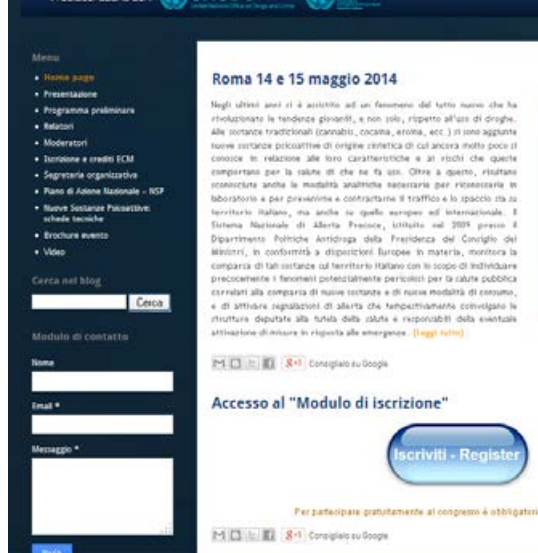 United Nations Office on Drugs and Crime
Menu
Home page
Presentazione
Programma preliminare
Relatori
Moderatori
Iscrizione e crediti ECM
Segreteria organizzativa
Piano di Azione Nazionale - NSP
Nuove Sostanze Psicoattive:
schede tecniche
Brochure evento
Video
Cerca nel blog
Cerca
Modulo di contatto
Nome
Email *
Messaggio *
Invia
Roma 14 e 15 maggio 2014
Negli ultimi anni si è assistito ad un fenomeno del tutto nuovo che ha
rivoluzionato le tendenze giovanili, e non solo, rispetto all'uso di droghe.
Alle sostanze tradizionali (cannabis, cocaina, eroina, ecc.) si sono aggiunte
nuove sostanze psicoattive di origine sintetica di cui ancora molto poco si
conosce in relazione alle loro caratteristiche e ai rischi che queste
comportano per la salute di chi ne fa uso. Oltre a questo, risultano
sconosciute anche le modalità analitiche necessarie per riconoscerle in
laboratorio e per prevenirne e contrastarne il traffico e lo spaccio sia su
territorio italiano, ma anche su quello europeo ed internazionale. Il
Sistema Nazionale di Allerta Precoce, istituito nel 2009 presso il
Dipartimento Politiche Antidroga della Presidenza del Consiglio dei
Ministri, in conformità a disposizioni Europee in materia, monitora la
comparsa di tali sostanze sul territorio italiano con lo scopo di individuare
precocemente i fenomeni potenzialmente pericolosi per la salute pubblica
correlati alla comparsa di nuove sostanze e di nuove modalità di consumo,
e di attivare segnalazioni di allerta che tempestivamente coinvolgano le
strutture deputate alla tutela della salute e responsabili della eventuale
attivazione di misure in risposta alle emergenze. (Leggi tutto)
g+1 Consiglialo su Google
Accesso al "Modulo di iscrizione"
Iscriviti - Register
Per partecipare gratuitamente al congresso è obbligatori
g+1 Consiglialo su Google